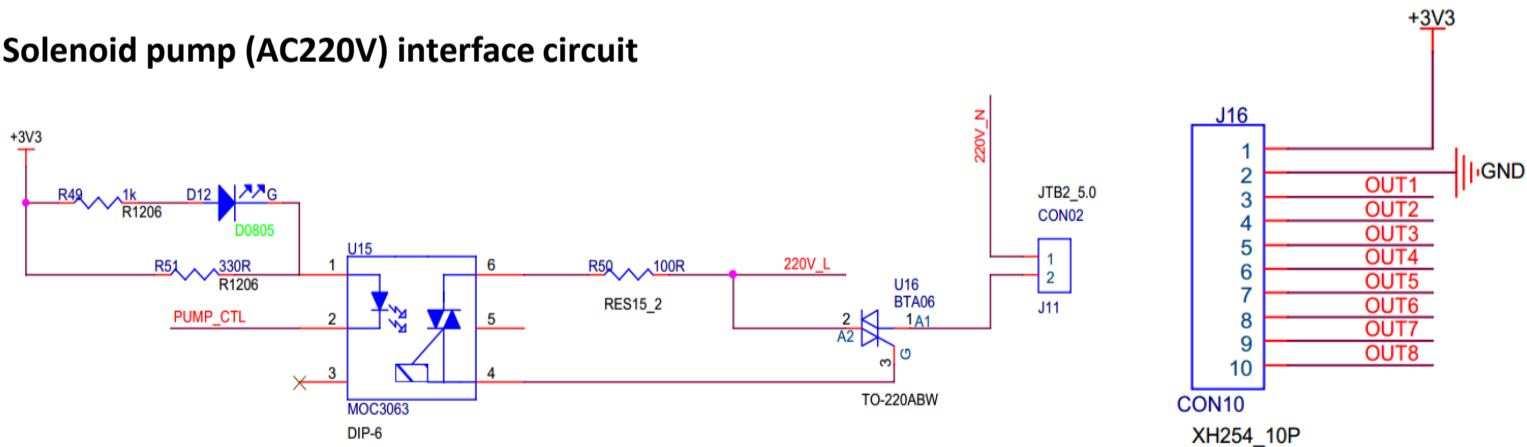 Solenoid pump (AC220V) interface circuit
+3V3
R49
1k
R1206
D12
G
D0805
R51
330R
R1206
PUMP_CTL
U15
1
2
3
6
5
4
MOC3063
DIP-6
R50
100R
RES15_2
220V_L
220V_N
U16
BTA06
2
A2
1
A1
3
G
TO-220ABW
JTB2_5.0
CON02
1
2
J11
+3V3
J16
1
2
GND
3
OUT1
4
OUT2
5
OUT3
6
OUT4
7
OUT5
8
OUT6
9
OUT7
10
OUT8
CON10
XH254_10P